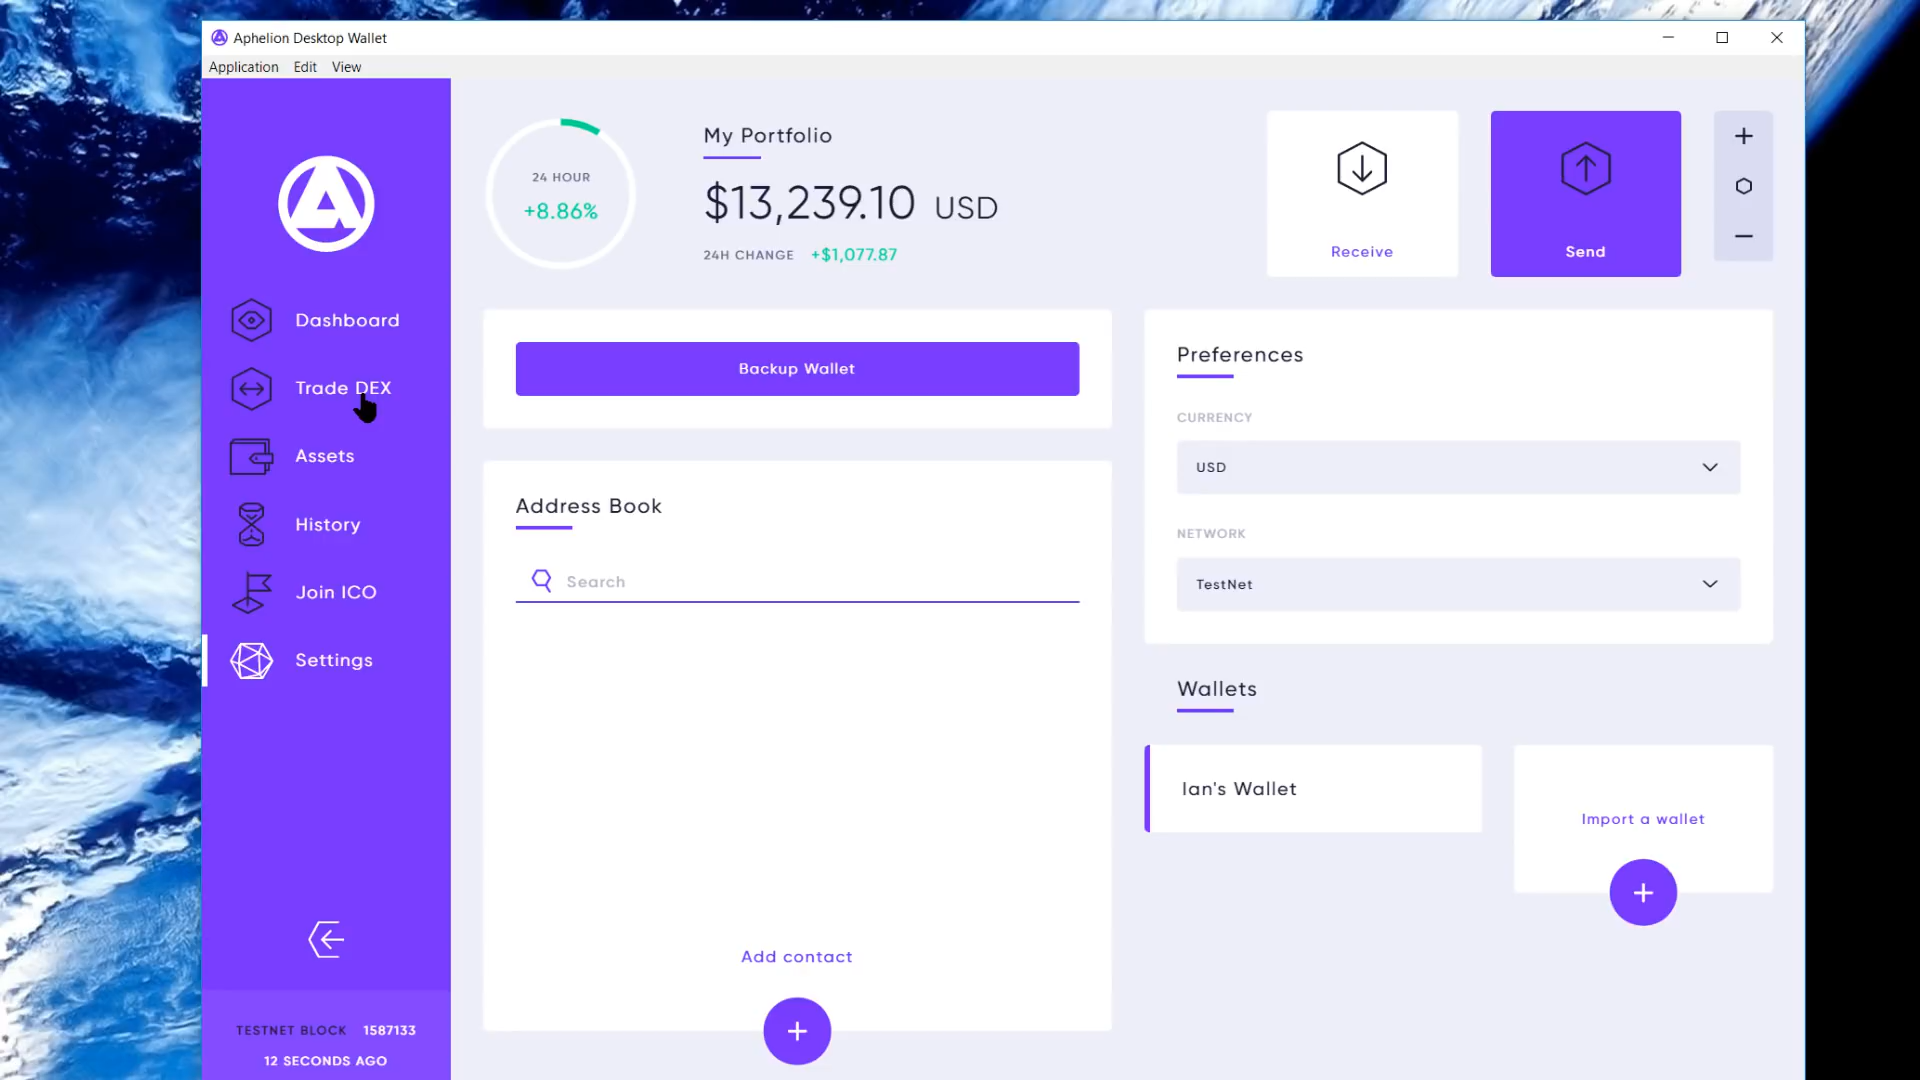 Aphelion Desktop Wallet
Application Edit View
Dashboard
Trade DEX
Assets
History
Join ICO
Settings
TESTNET BLOCK 1587133
12 SECONDS AGO
24 HOUR
+8.86%
My Portfolio
$13,239.10 USD
24H CHANGE +$1,077.87
Receive
Send
Backup Wallet
Address Book
Search
Add contact
Preferences
CURRENCY
USD
NETWORK
TestNet
Wallets
Ian's Wallet
Import a wallet